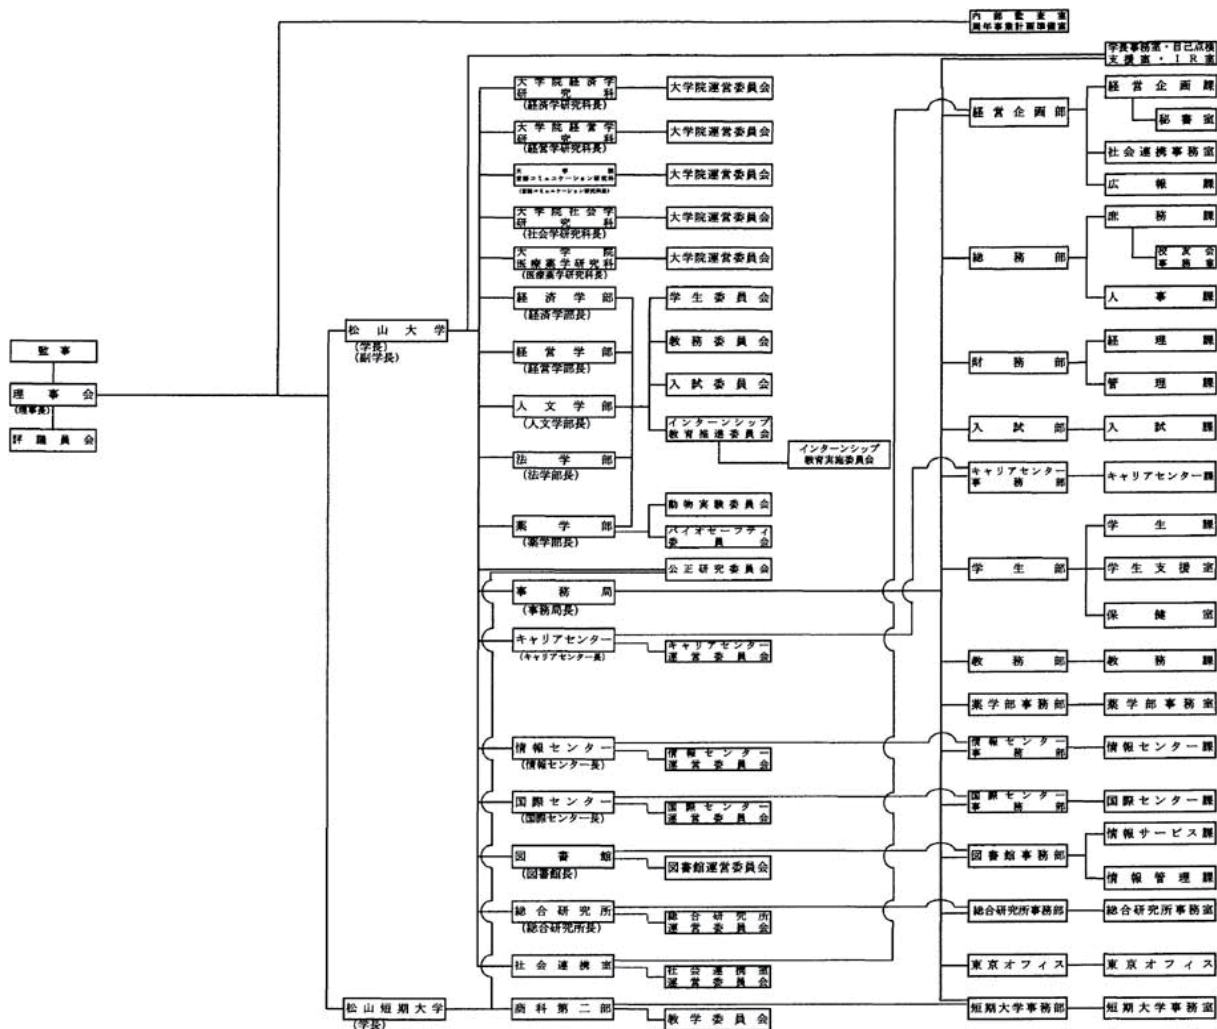 内部監査室
周年事業計画準備室
学長事務室・自己点検
支援室・IR室
大学院経済学
研究科
(経済学研究科長)
大学院運営委員会
経営企画部
経営企画課
秘書室
社会連携事務室
広報課
大学院経営学
研究科
(経営学研究科長)
大学院運営委員会
大学院
言語コミュニケーション研究科
(言語コミュニケーション研究科長)
大学院運営委員会
大学院社会学
研究科
(社会学研究科長)
大学院運営委員会
大学院
医療薬学研究科
(医療薬学研究科長)
大学院運営委員会
総務部
庶務課
校友会
事務室
人事課
監事
理事会
(理事長)
評議員会
松山大学
(学長)
(副学長)
経済学部
(経済学部長)
経営学部
(経営学部長)
人文学部
(人文学部長)
法学部
(法学部長)
薬学部
(薬学部長)
学生委員会
教務委員会
入試委員会
インターンシップ
教育推進委員会
インターンシップ
教育実施委員会
動物実験委員会
バイオセーフティ
委員会
公正研究委員会
財務部
経理課
管理課
入試部
入試課
キャリアセンター
事務部
キャリアセンター課
学生部
学生課
学生支援室
保健室
事務局
(事務局長)
キャリアセンター
(キャリアセンター長)
キャリアセンター
運営委員会
教務部
教務課
薬学部事務部
薬学部事務室
情報センター
(情報センター長)
情報センター
運営委員会
情報センター
事務部
情報センター課
国際センター
(国際センター長)
国際センター
運営委員会
国際センター
事務部
国際センター課
図書館
(図書館長)
図書館運営委員会
図書館事務部
情報サービス課
情報管理課
総合研究所
(総合研究所長)
総合研究所
運営委員会
総合研究所事務部
総合研究所事務室
社会連携室
社会連携室
運営委員会
東京オフィス
東京オフィス
松山短期大学
(学長)
商科第二部
教学委員会
短期大学事務部
短期大学事務室